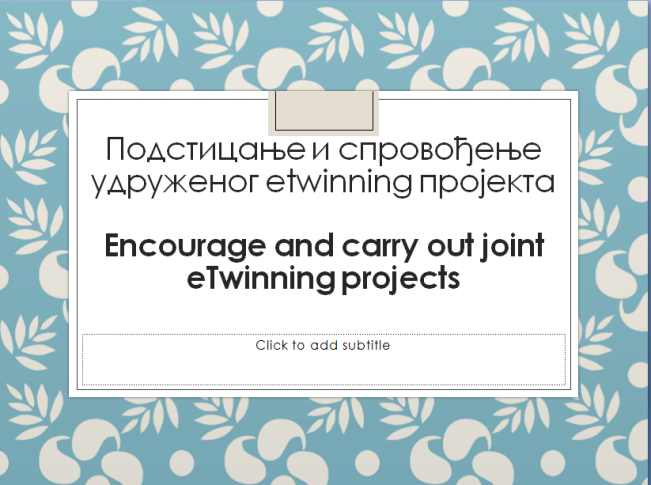 Подстицање и спровођење
удруженог etwinning пројекта
Encourage and carry out joint
eTwinning projects
Click to add subtitle